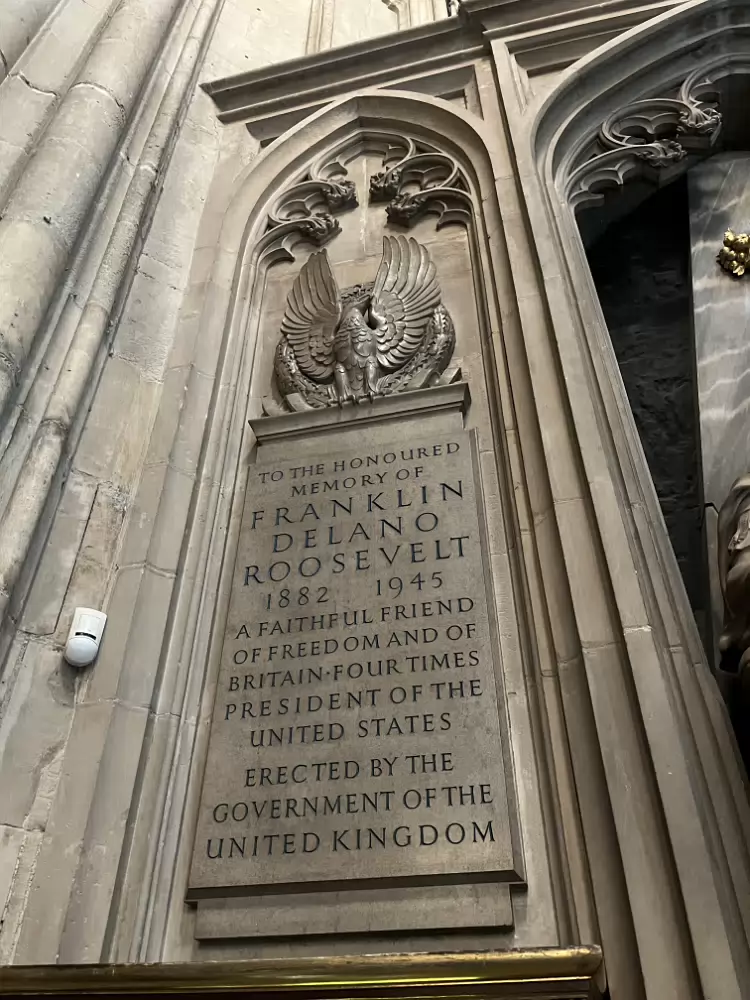 TO THE HONOURED
MEMORY OF
FRANKLIN
DELANO
ROOSEVELT
1882 1945
A FAITHFUL FRIEND
OF FREEDOM AND OF
BRITAIN·FOUR TIMES
PRESIDENT OF THE
UNITED STATES
ERECTED BY THE
GOVERNMENT OF THE
UNITED KINGDOM